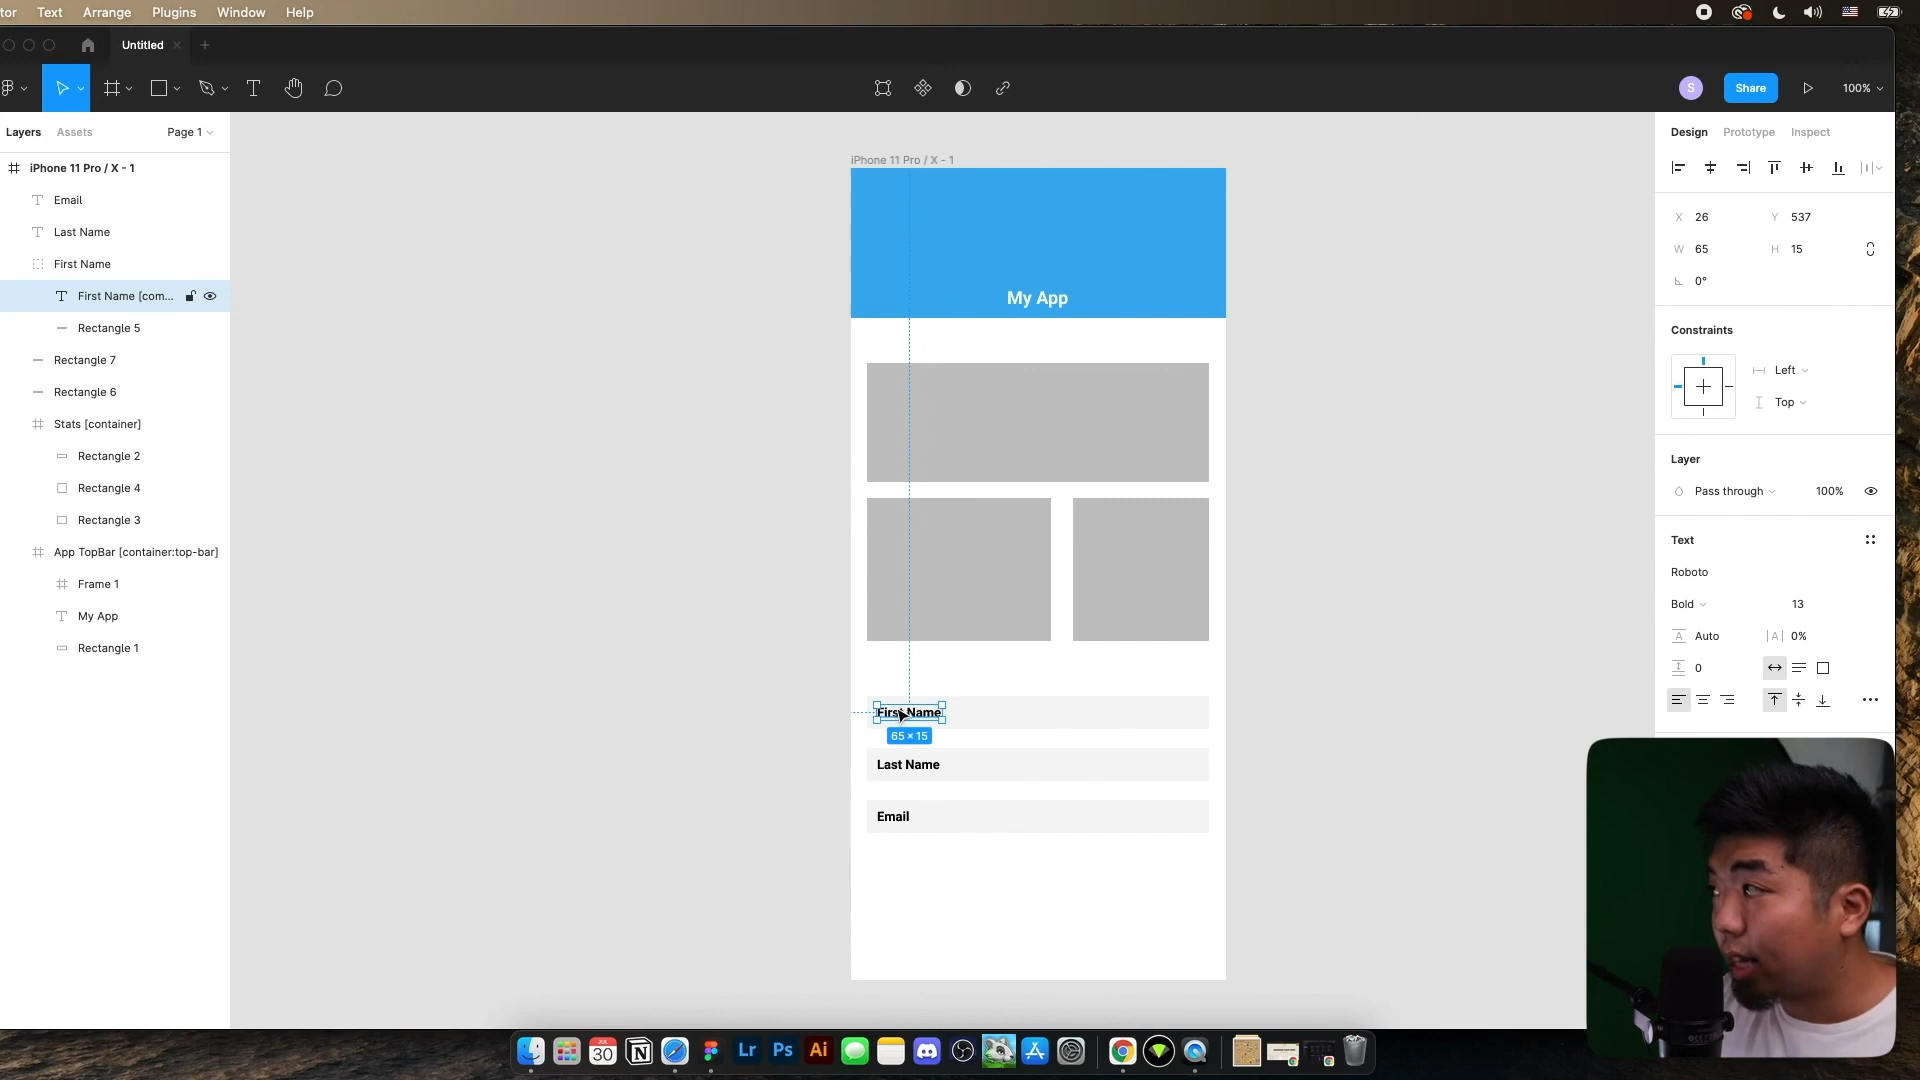 tor Text Arrange Plugins Window Help
Untitled
S Share 100%
Layers Assets Page 1
iPhone 11 Pro / X - 1
Email
Last Name
First Name
First Name [com...
Rectangle 5
Rectangle 7
Rectangle 6
Stats [container]
Rectangle 2
Rectangle 4
Rectangle 3
App TopBar [container:top-bar]
Frame 1
My App
Rectangle 1
iPhone 11 Pro / X - 1
My App
First Name
65 × 15
Last Name
Email
Design Prototype Inspect
X 26 Y 537
W 65 H 15
0°
Constraints
Left
Top
Layer
Pass through 100%
Text
Roboto
Bold 13
A Auto |A| 0%
0
JUL
30
Lr Ps Ai